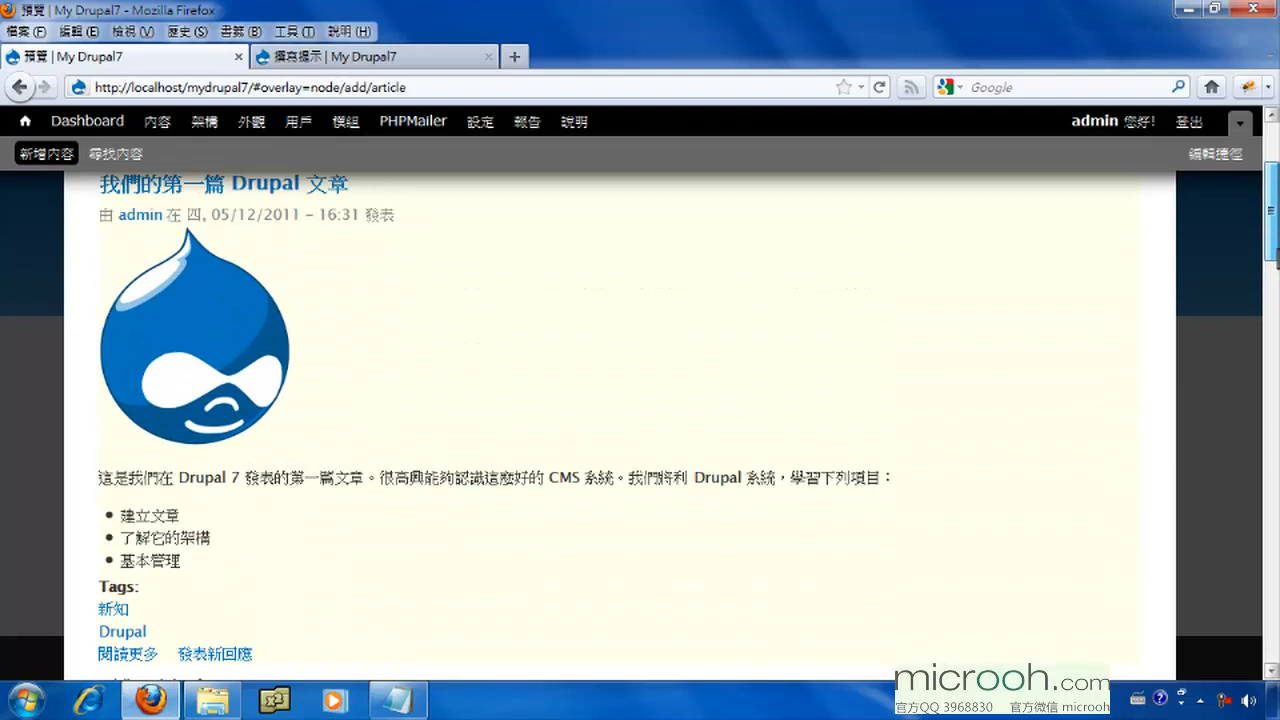 預覽 | My Drupal7 - Mozilla Firefox
檔案(F) 編輯(E) 檢視(V) 歷史(S) 書籤(B) 工具(T) 說明(H)
預覽 | My Drupal7 撰寫提示 | My Drupal7
http://localhost/mydrupal7/#overlay=node/add/article Google
Dashboard 內容 架構 外觀 用戶 模組 PHPMailer 設定 報告 說明 admin 您好! 登出
新增內容 尋找內容 編輯捷徑
我們的第一篇 Drupal 文章
由 admin 在 四, 05/12/2011 - 16:31 發表
這是我們在 Drupal 7 發表的第一篇文章。很高興能夠認識這麼好的 CMS 系統。我們將利 Drupal 系統，學習下列項目：
建立文章
了解它的架構
基本管理
Tags:
新知
Drupal
閱讀更多 發表新回應
microoh.com
官方QQ 3968830 官方微信 microoh